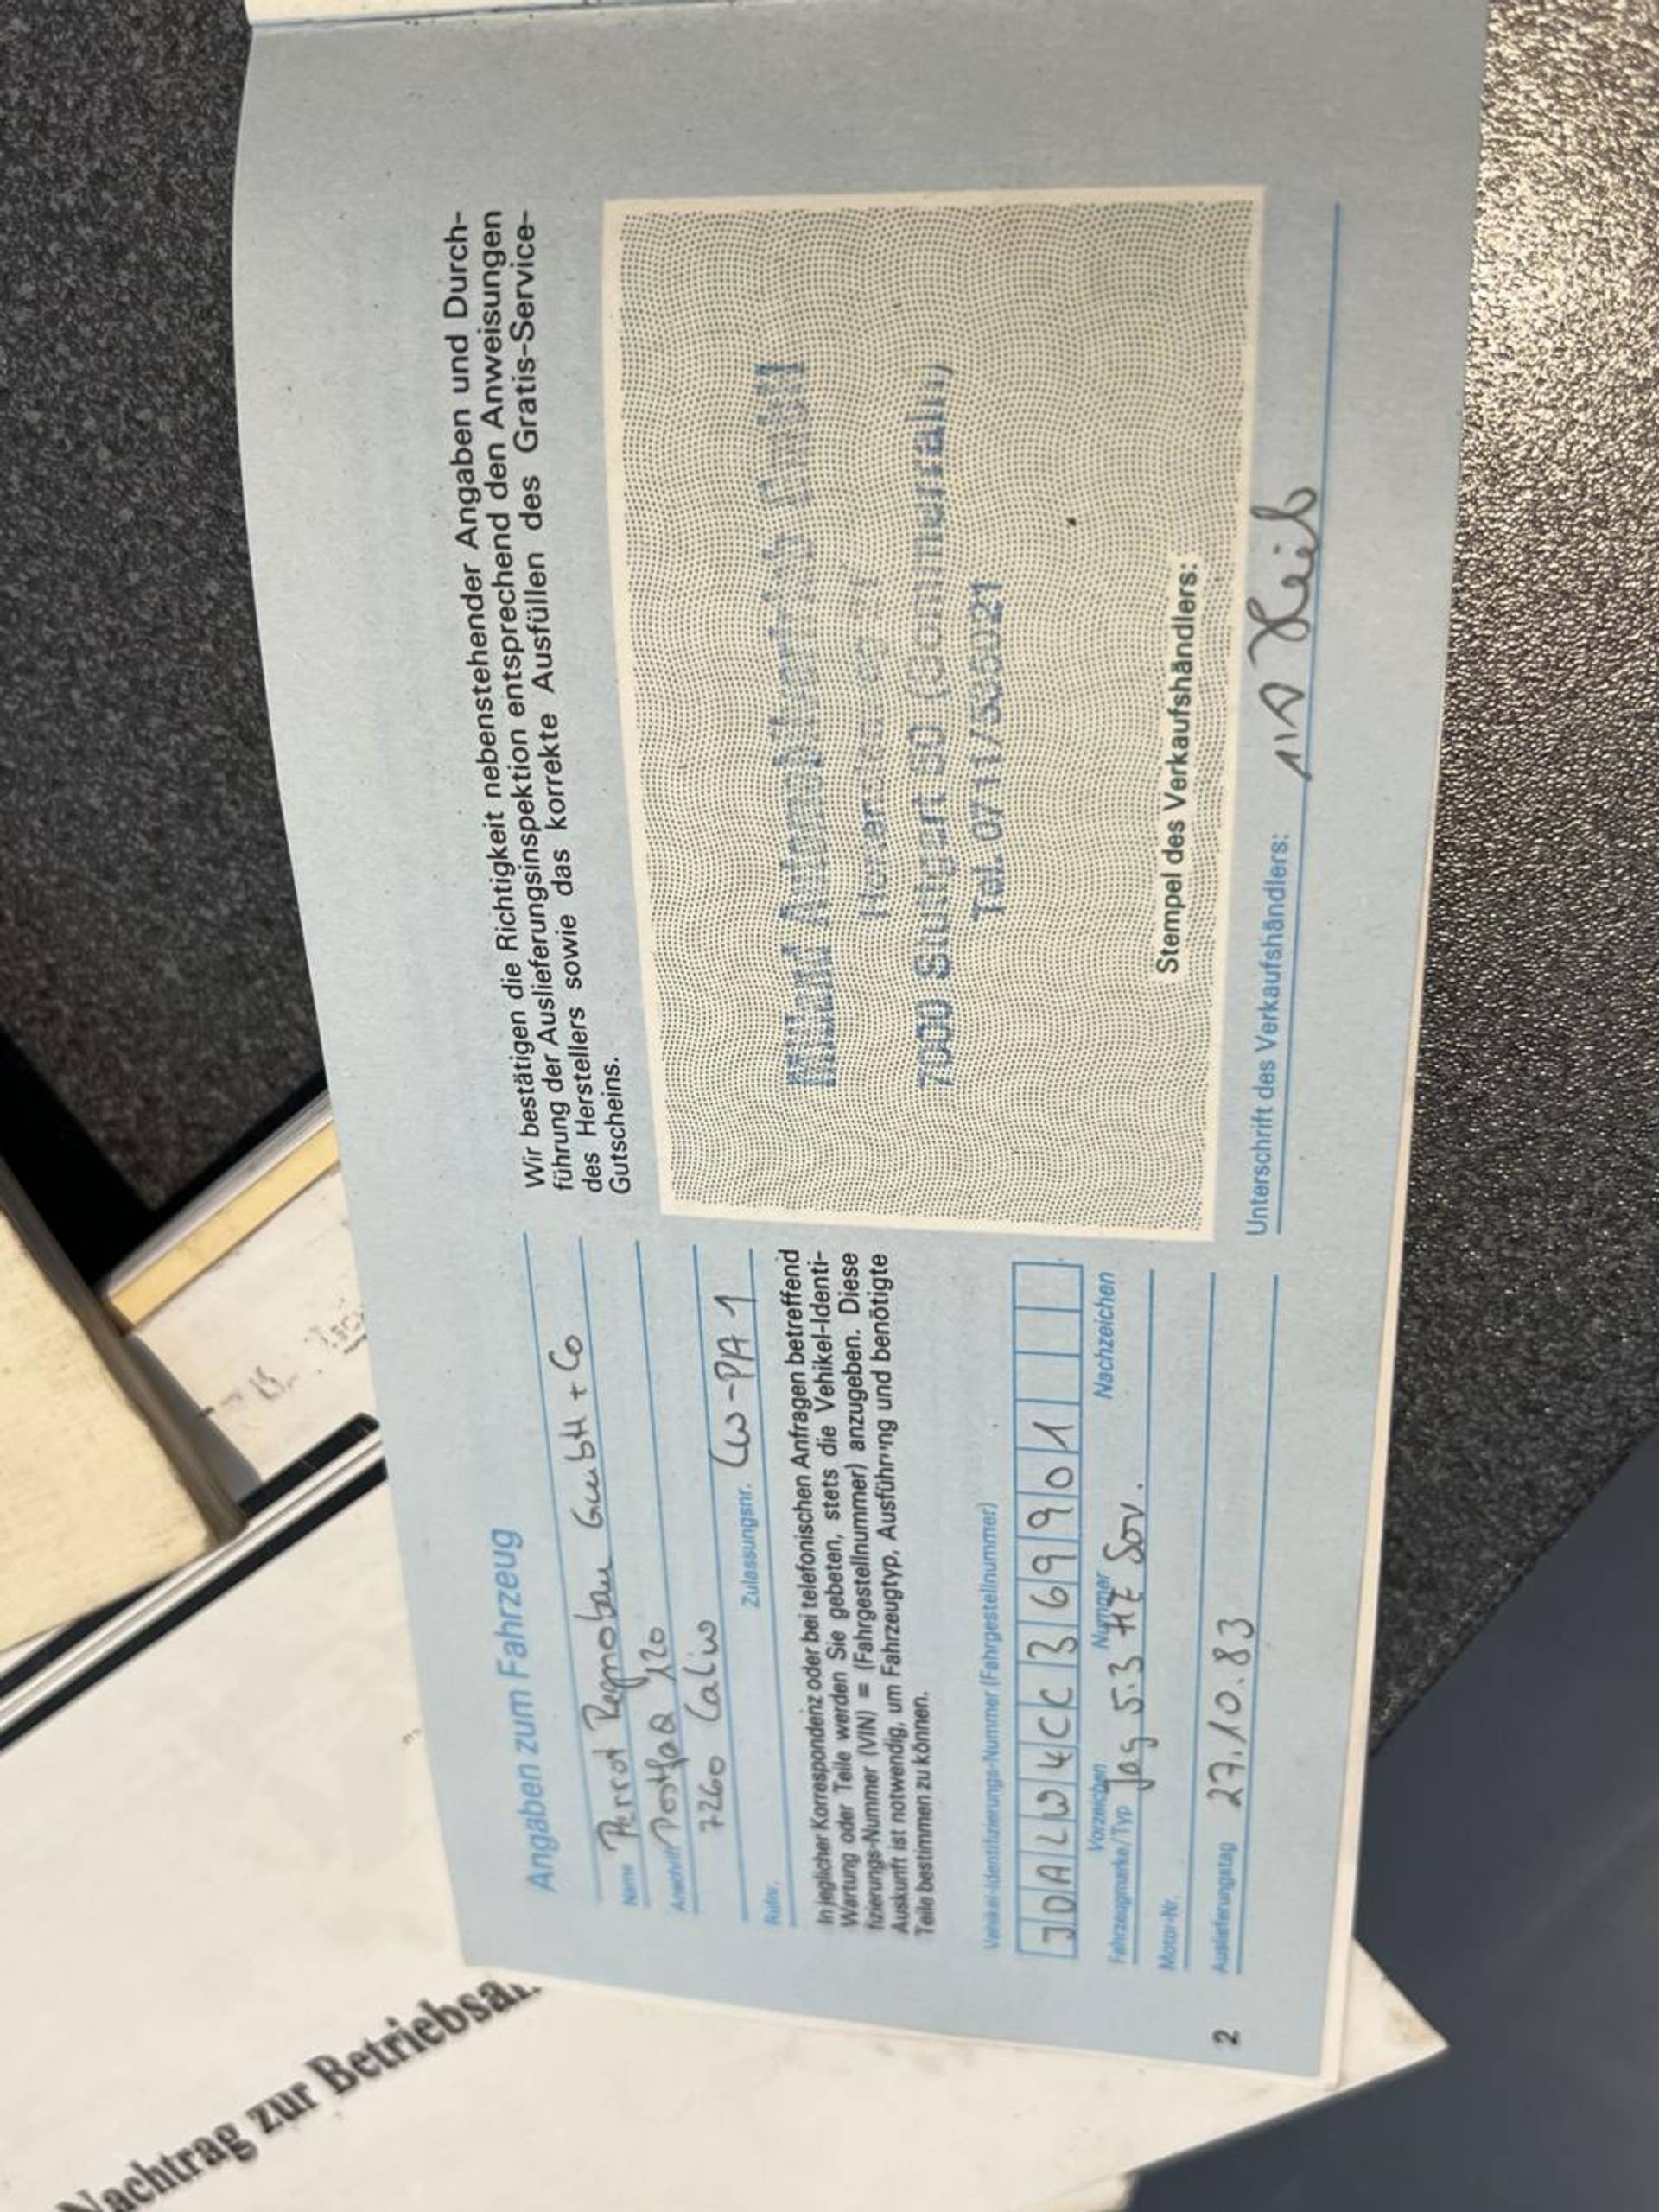 Angaben zum Fahrzeug
Name Perrot Regnerbau GmbH + Co
Anschrift Postfach 120
7260 Calw
Rufnr. Zulassungsnr. CW-PA 1
In jeglicher Korrespondenz oder bei telefonischen Anfragen betreffend
Wartung oder Teile werden Sie gebeten, stets die Vehikel-Identi-
fizierungs-Nummer (VIN) = (Fahrgestellnummer) anzugeben. Diese
Auskunft ist notwendig, um Fahrzeugtyp, Ausführung und benötigte
Teile bestimmen zu können.
Vehikel-Identifizierungs-Nummer (Fahrgestellnummer)
JDALW4CC369901
Vorzeichen Nummer Nachzeichen
Fahrzeugmarke/Typ Jag 5.3 HE Sov.
Motor-Nr.
Auslieferungstag 27.10.83
2
Wir bestätigen die Richtigkeit nebenstehender Angaben und Durch-
führung der Auslieferungsinspektion entsprechend den Anweisungen
des Herstellers sowie das korrekte Ausfüllen des Gratis-Service-
Gutscheins.
7000 Stuttgart 80
Tel. 0711/
Stempel des Verkaufshändlers:
Unterschrift des Verkaufshändlers:
Nachtrag zur